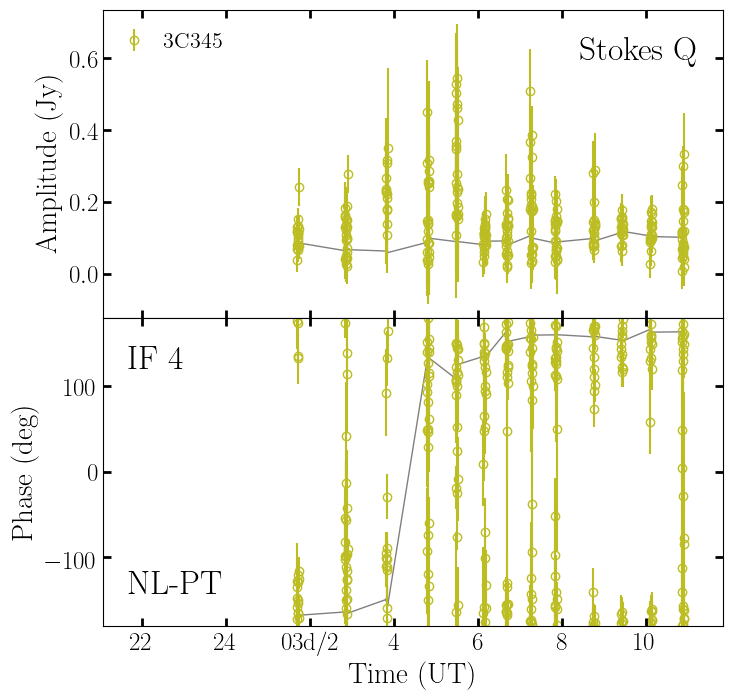 3C345
Stokes Q
Amplitude (Jy)
0.6
0.4
0.2
0.0
IF 4
Phase (deg)
100
0
−100
NL-PT
22 24 03d/2 4 6 8 10
Time (UT)